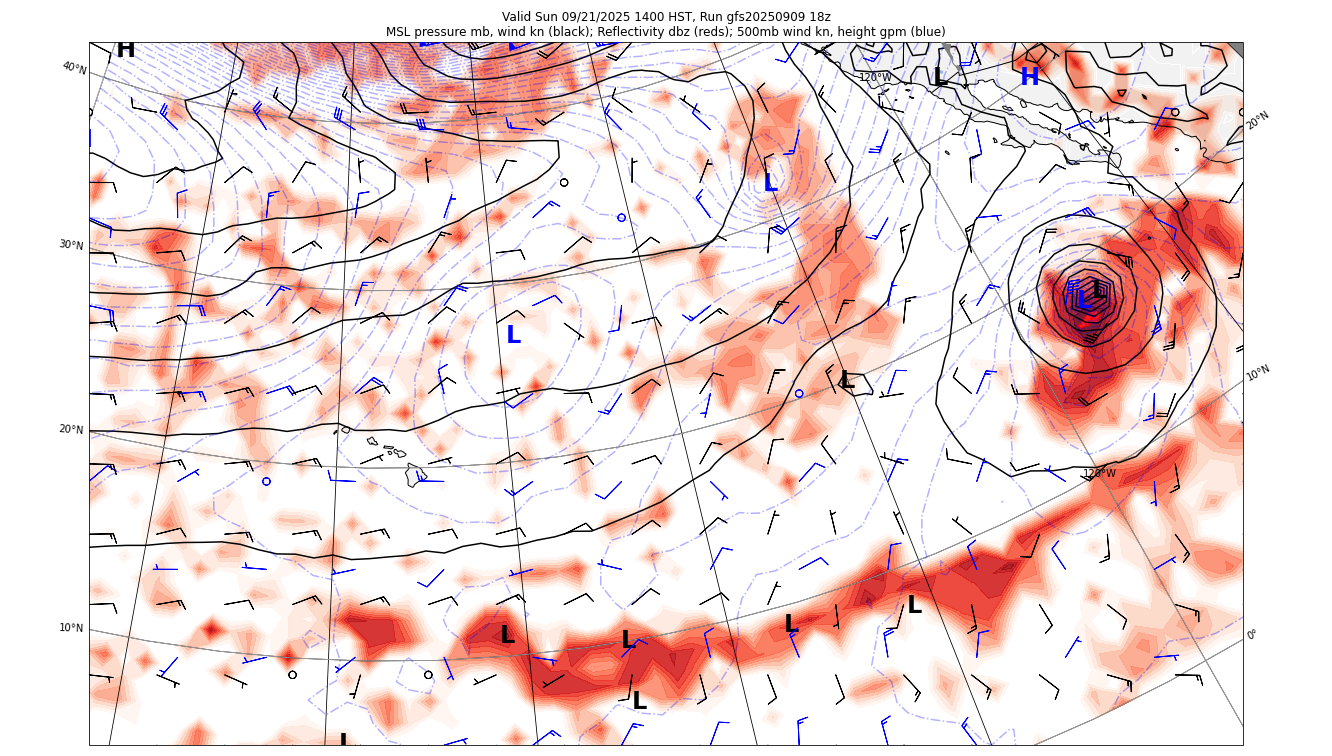 Valid Sun 09/21/2025 1400 HST, Run gfs20250909 18z
MSL pressure mb, wind kn (black); Reflectivity dbz (reds); 500mb wind kn, height gpm (blue)
H
40°N
120°W
L
H
20°N
L
30°N
L
L
L
10°N
L
20°N
120°W
10°N
L
L
L
L
0°
L
L